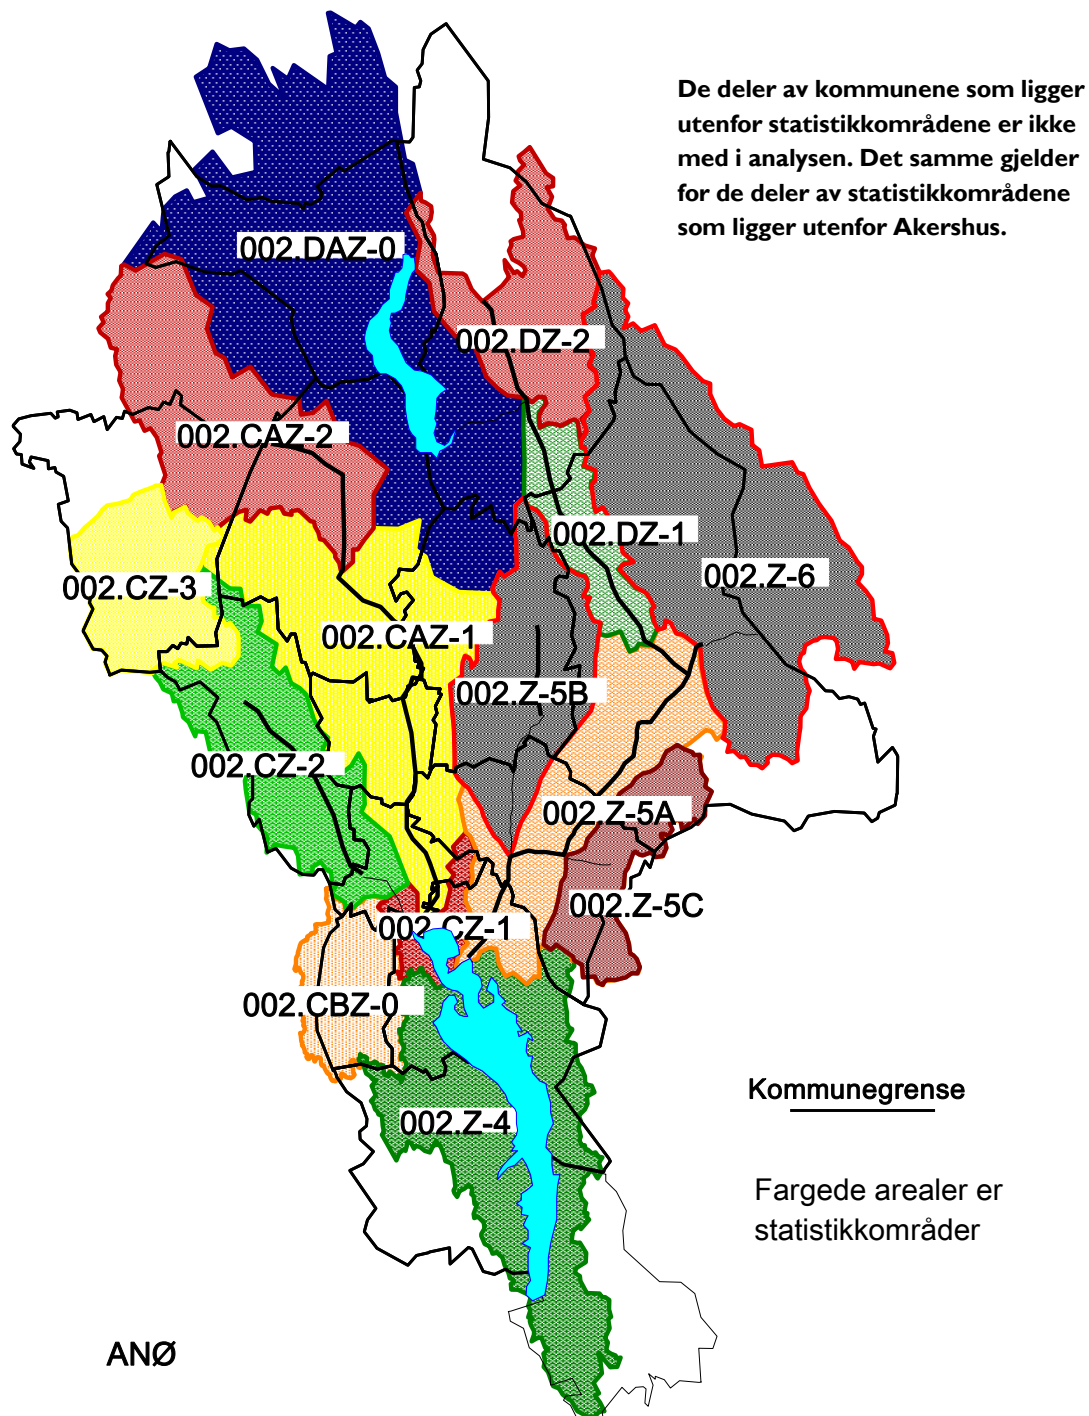 De deler av kommunene som ligger
utenfor statistikkområdene er ikke
med i analysen. Det samme gjelder
for de deler av statistikkområdene
som ligger utenfor Akershus.
002.DAZ-0
002.DZ-2
002.CAZ-2
002.DZ-1
002.Z-6
002.CZ-3
002.CAZ-1
002.Z-5B
002.CZ-2
002.Z-5A
002.Z-5C
002.CZ-1
002.CBZ-0
002.Z-4
Kommunegrense
Fargede arealer er
statistikkområder
ANØ